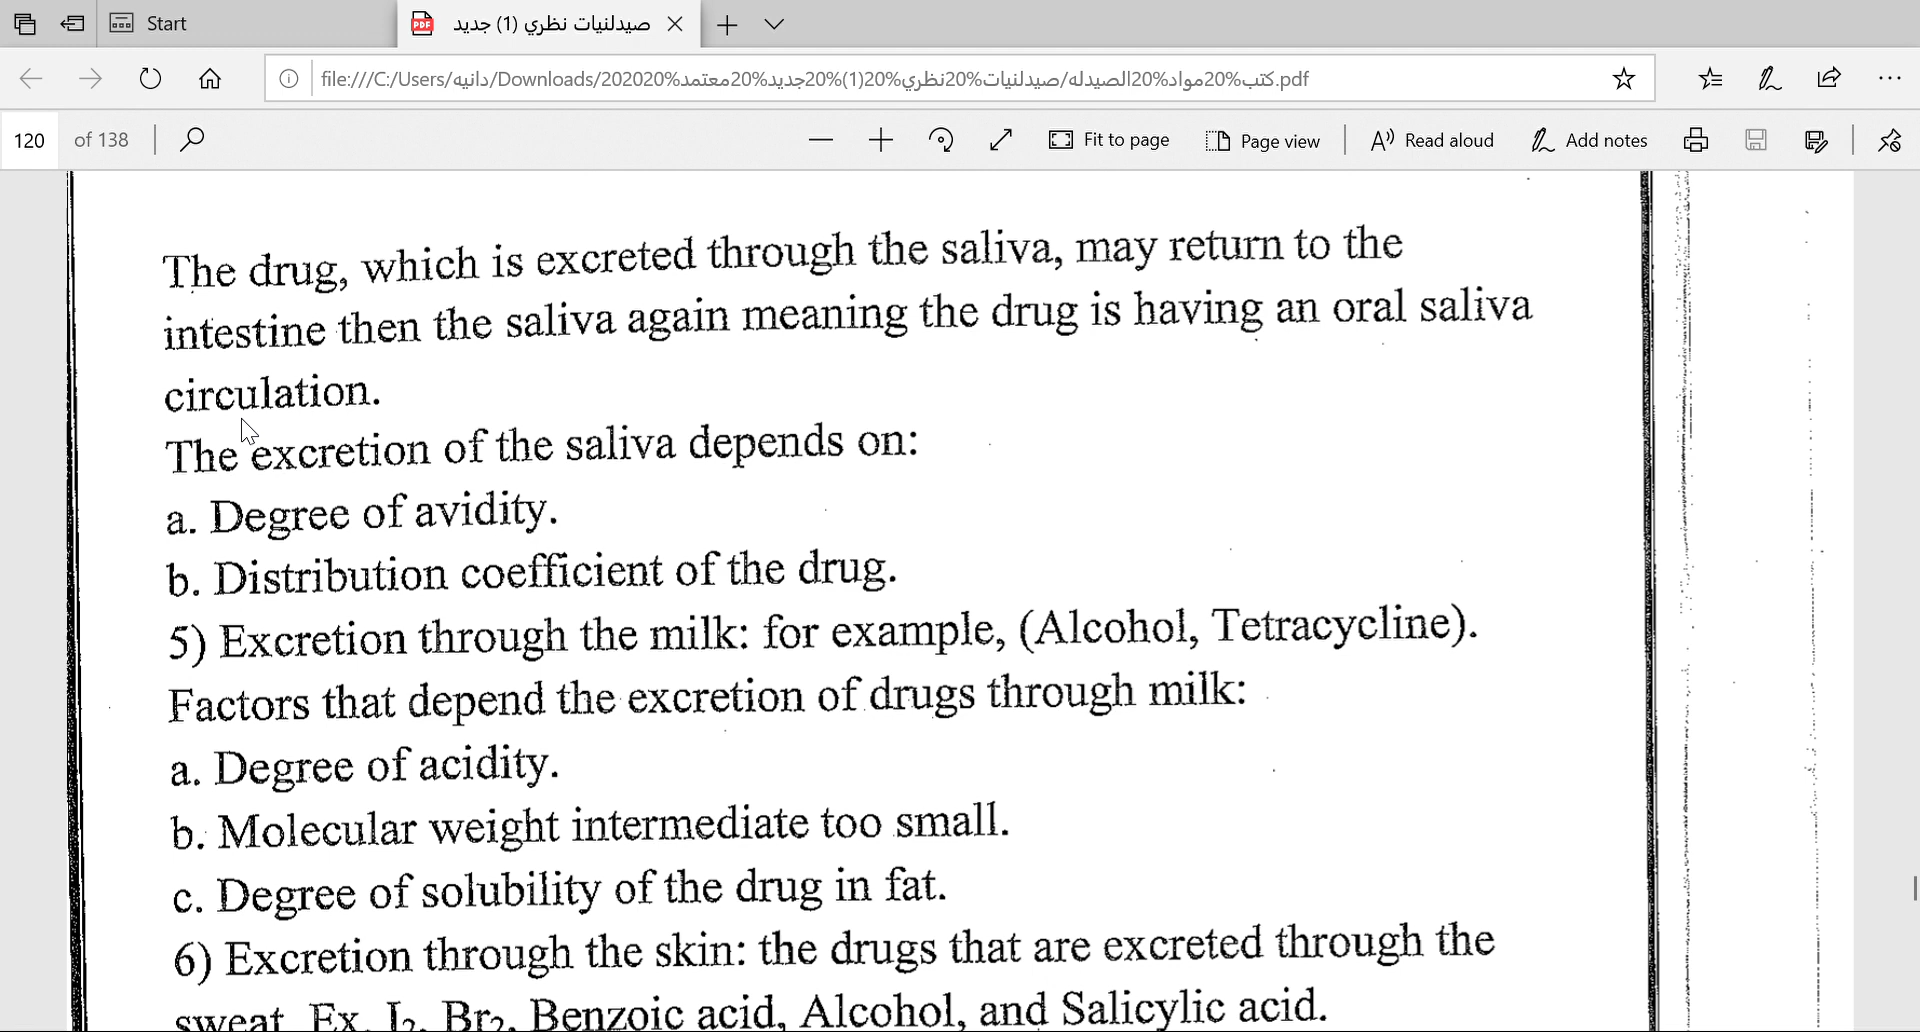 Start
صيدلنيات نظري (1) جديد
file:///C:/Users/دانيه/Downloads/202020%معتمد20%جديد20%(1)20%نظري20%صيدلنيات/الصيدله20%مواد20%كتب.pdf
120 of 138
Fit to page
Page view
Read aloud
Add notes
The drug, which is excreted through the saliva, may return to the
intestine then the saliva again meaning the drug is having an oral saliva
circulation.
The excretion of the saliva depends on:
a. Degree of avidity.
b. Distribution coefficient of the drug.
5) Excretion through the milk: for example, (Alcohol, Tetracycline).
Factors that depend the excretion of drugs through milk:
a. Degree of acidity.
b. Molecular weight intermediate too small.
c. Degree of solubility of the drug in fat.
6) Excretion through the skin: the drugs that are excreted through the
sweat. Ex. I₂, Br₂, Benzoic acid, Alcohol, and Salicylic acid.